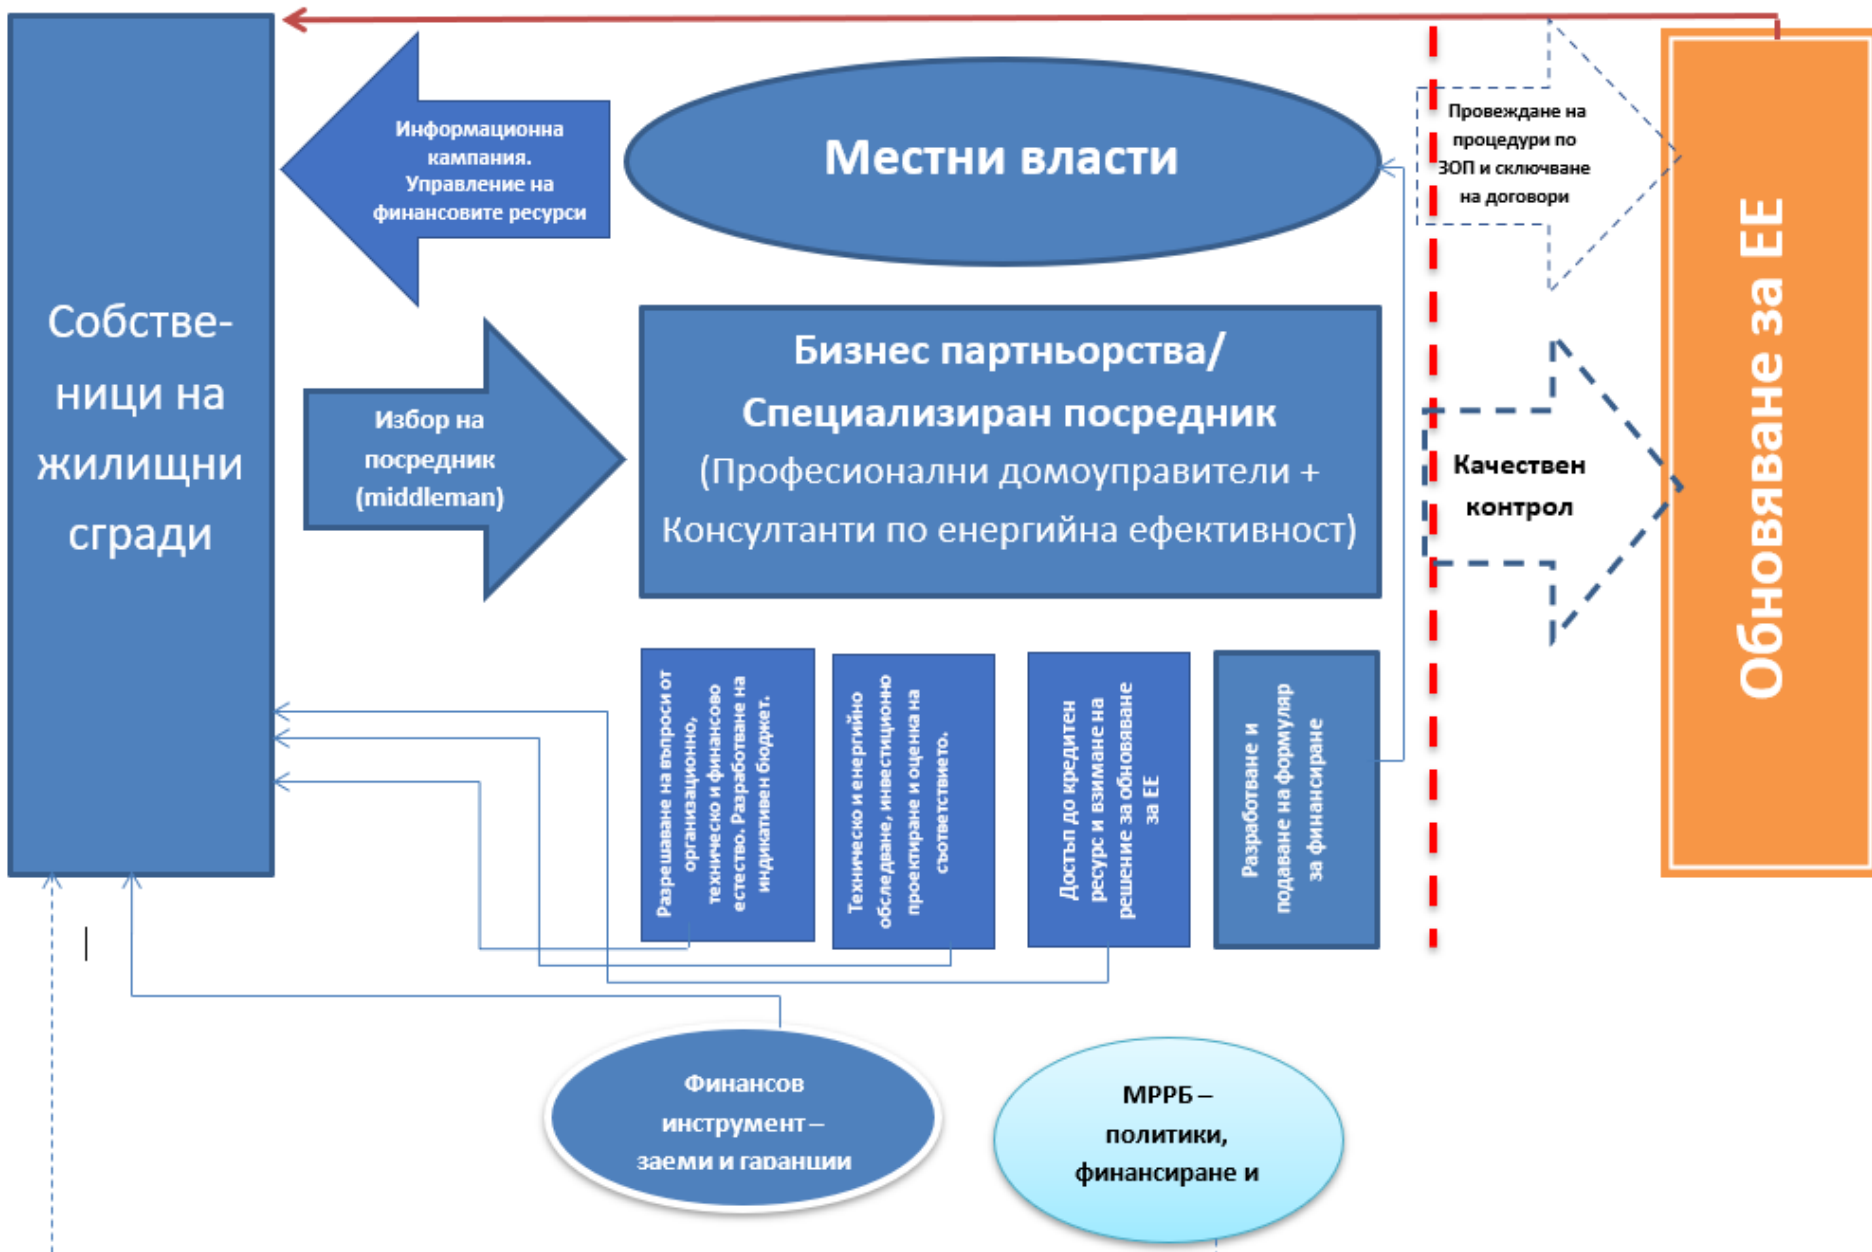 Собстве-
ници на
жилищни
сгради
Информационна
кампания.
Управление на
финансовите ресурси
Местни власти
Провеждане на
процедури по
ЗОП и сключване
на договори
Обновяване за ЕЕ
Избор на
посредник
(middleman)
Бизнес партньорства/
Специализиран посредник
(Професионални домоуправители +
Консултанти по енергийна ефективност)
Качествен
контрол
Разрешаване на въпроси от
организационно,
техническо и финансово
естество. Разработване на
индикативен бюджет.
Техническо и енергийно
обследване, инвестиционно
проектиране и оценка на
съответствието.
Достъп до кредитен
ресурс и взимане на
решение за обновяване
за ЕЕ
Разработване и
подаване на формуляр
за финансиране
Финансов
инструмент –
заеми и гаранции
МРРБ –
политики,
финансиране и